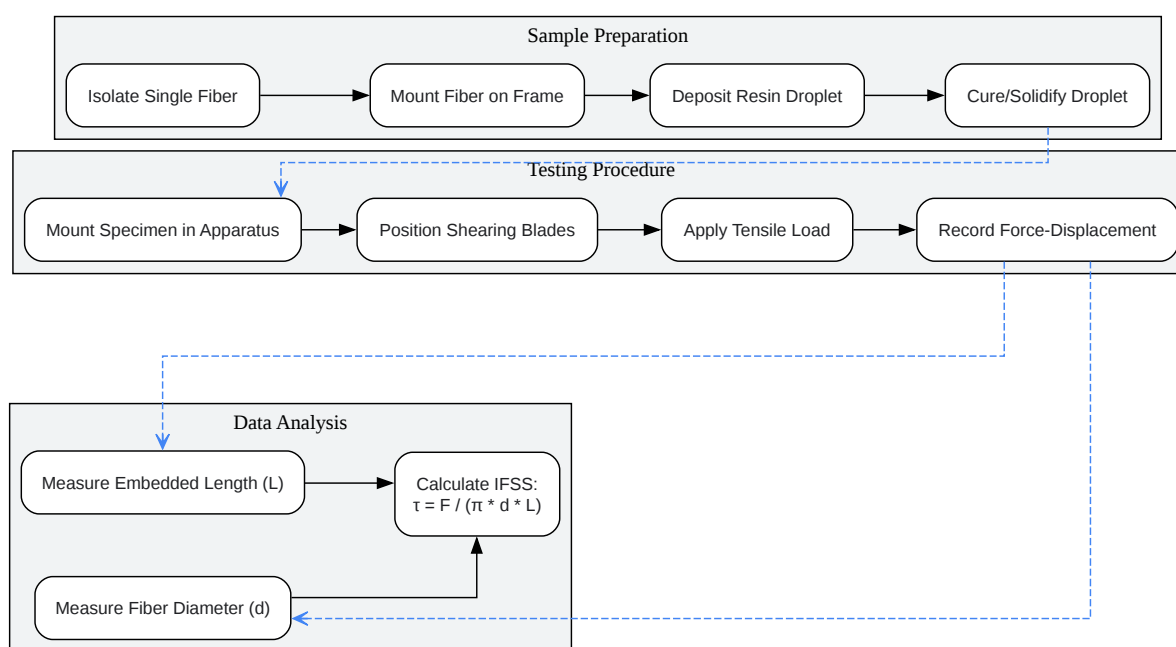 Sample Preparation
Isolate Single Fiber
Mount Fiber on Frame
Deposit Resin Droplet
Cure/Solidify Droplet
Testing Procedure
Mount Specimen in Apparatus
Position Shearing Blades
Apply Tensile Load
Record Force-Displacement
Data Analysis
Measure Embedded Length (L)
Calculate IFSS:
τ = F / (π * d * L)
Measure Fiber Diameter (d)